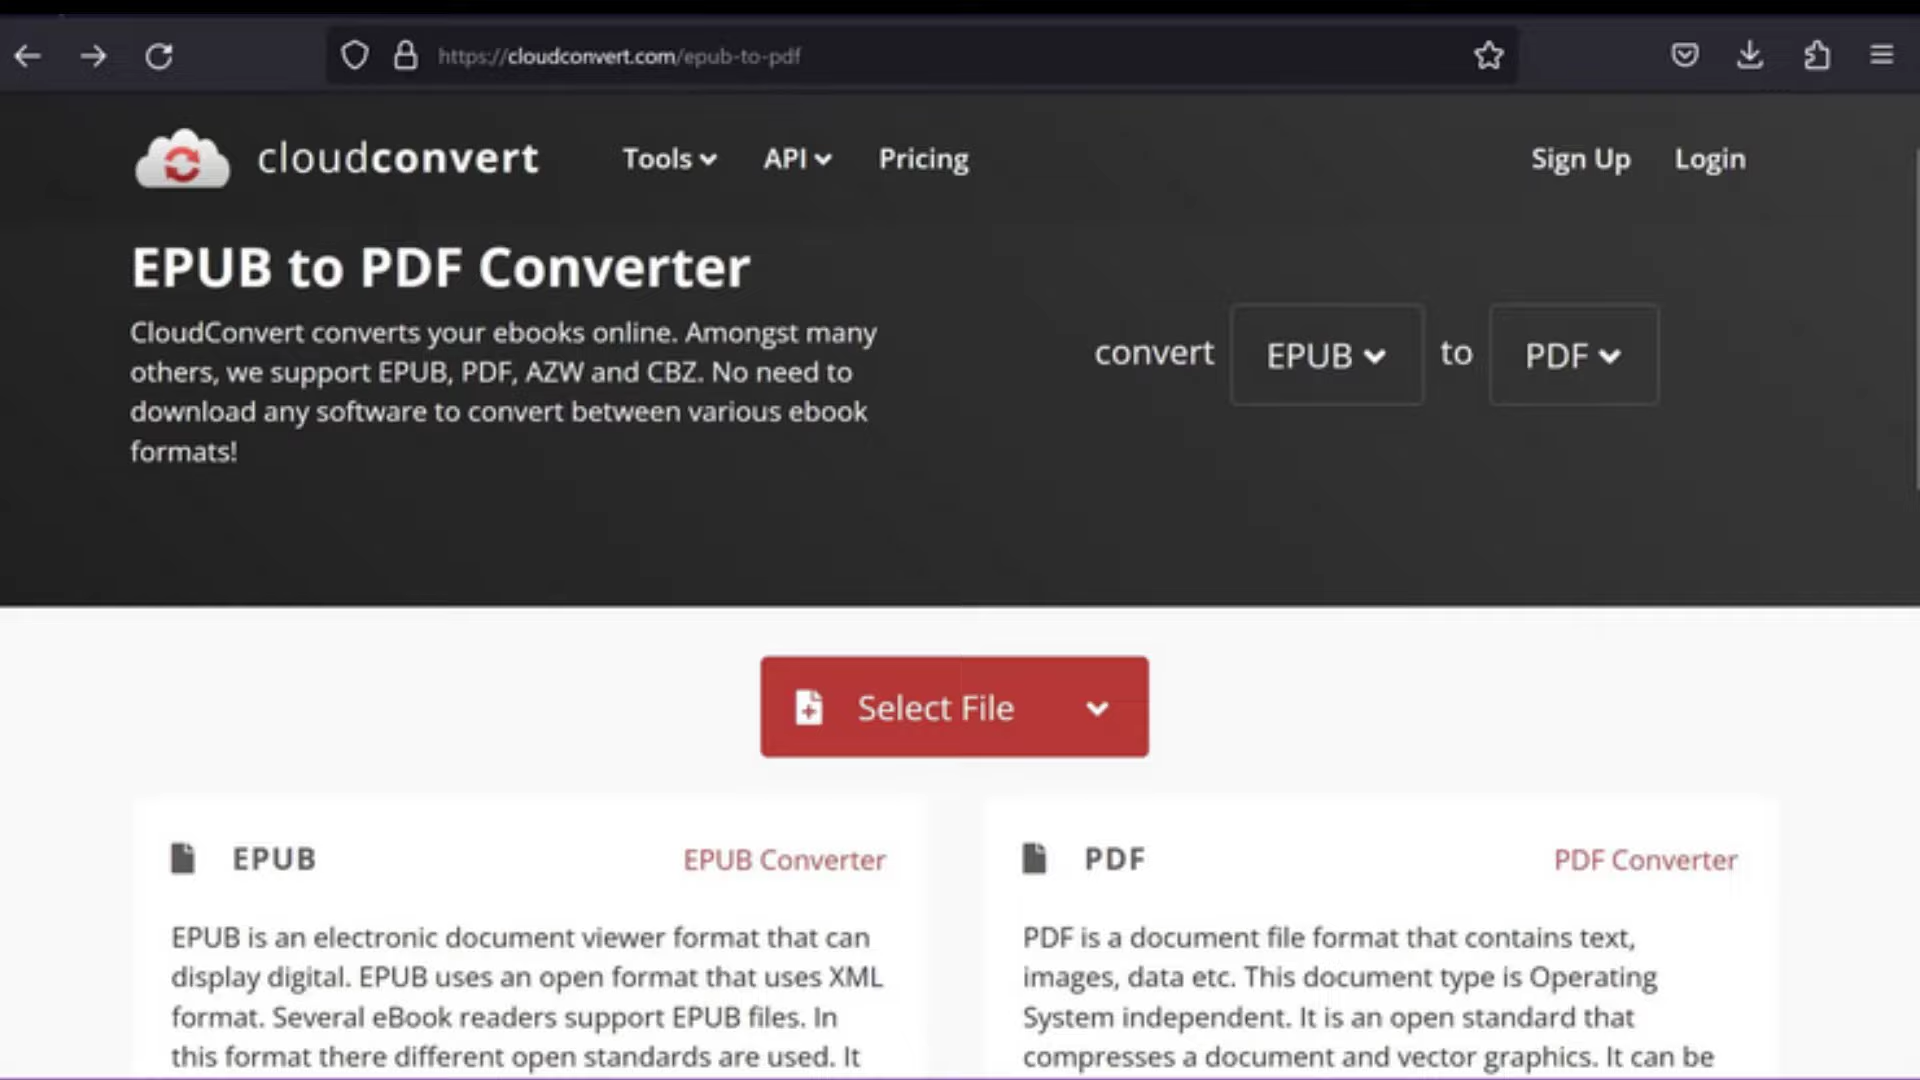 https://cloudconvert.com/epub-to-pdf
cloudconvert Tools API Pricing Sign Up Login
EPUB to PDF Converter
CloudConvert converts your ebooks online. Amongst many
others, we support EPUB, PDF, AZW and CBZ. No need to
download any software to convert between various ebook
formats!
convert EPUB to PDF
Select File
EPUB EPUB Converter
EPUB is an electronic document viewer format that can
display digital. EPUB uses an open format that uses XML
format. Several eBook readers support EPUB files. In
this format there different open standards are used. It
PDF PDF Converter
PDF is a document file format that contains text,
images, data etc. This document type is Operating
System independent. It is an open standard that
compresses a document and vector graphics. It can be